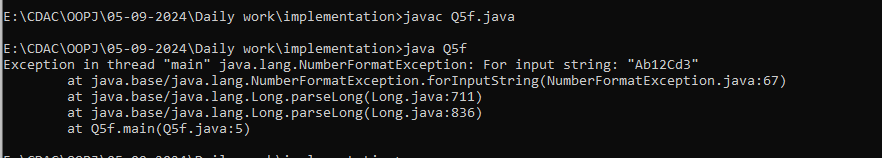 E:\CDAC\OOPJ\05-09-2024\Daily work\implementation>javac Q5f.java
E:\CDAC\OOPJ\05-09-2024\Daily work\implementation>java Q5f
Exception in thread "main" java.lang.NumberFormatException: For input string: "Ab12Cd3"
at java.base/java.lang.NumberFormatException.forInputString(NumberFormatException.java:67)
at java.base/java.lang.Long.parseLong(Long.java:711)
at java.base/java.lang.Long.parseLong(Long.java:836)
at Q5f.main(Q5f.java:5)